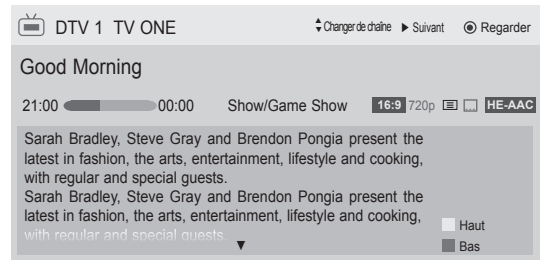 DTV 1 TV ONE Changer de chaîne Suivant Regarder
Good Morning
21:00 00:00 Show/Game Show 16:9 720p HE-AAC
Sarah Bradley, Steve Gray and Brendon Pongia present the
latest in fashion, the arts, entertainment, lifestyle and cooking,
with regular and special guests.
Sarah Bradley, Steve Gray and Brendon Pongia present the
latest in fashion, the arts, entertainment, lifestyle and cooking,
with regular and special guests.
Haut
Bas